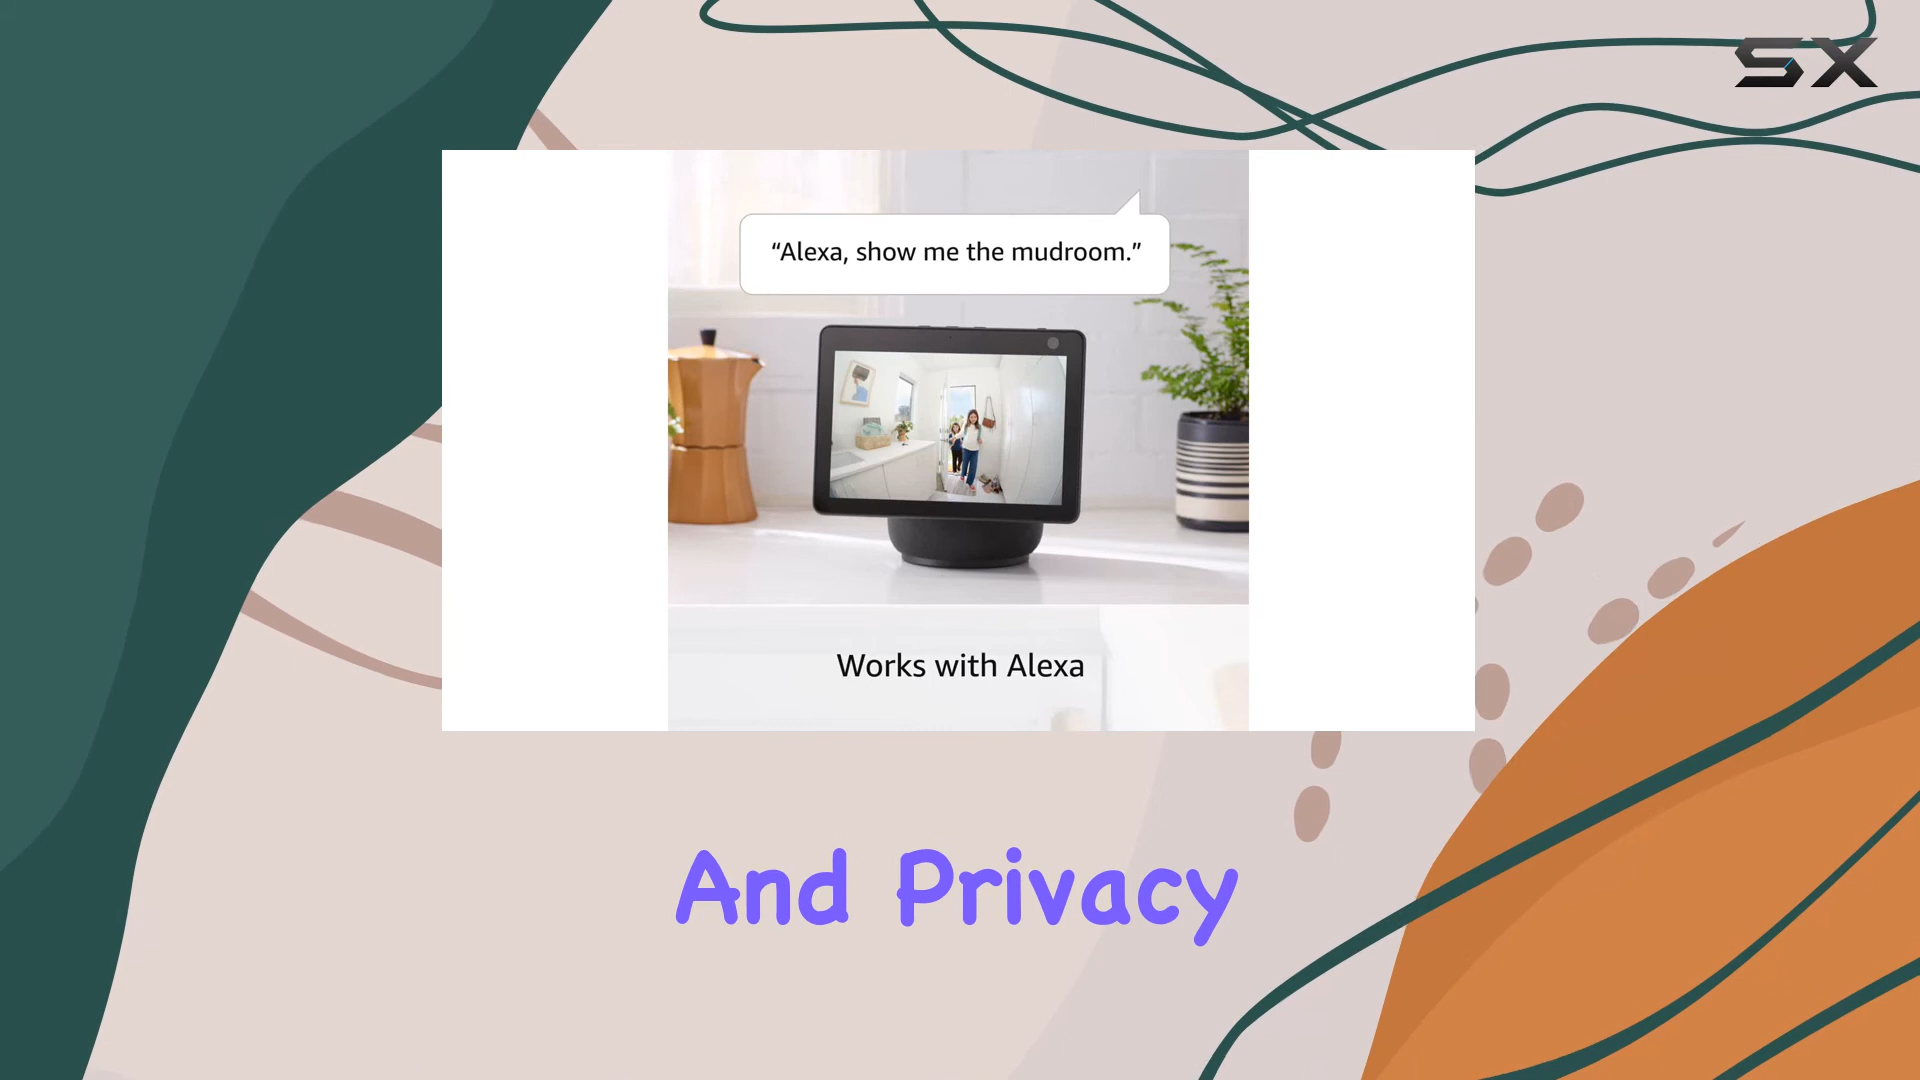 SX
“Alexa, show me the mudroom.”
Works with Alexa
And Privacy